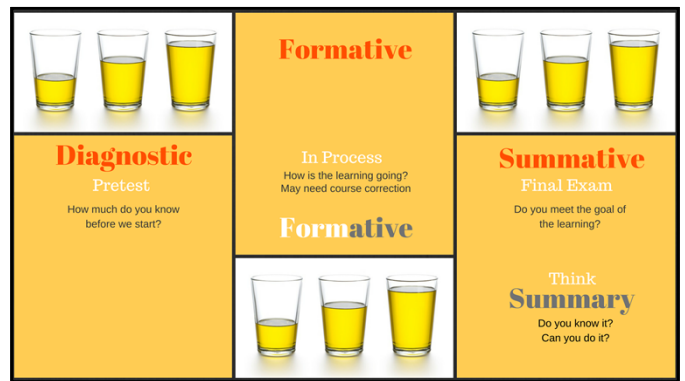 Diagnostic
Pretest
How much do you know
before we start?
Formative
In Process
How is the learning going?
May need course correction
Formative
Summative
Final Exam
Do you meet the goal of
the learning?
Think
Summary
Do you know it?
Can you do it?